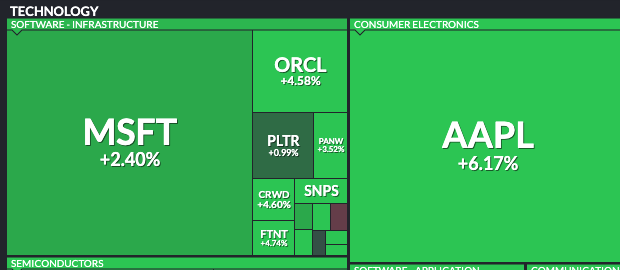 TECHNOLOGY
SOFTWARE - INFRASTRUCTURE
MSFT
+2.40%
ORCL
+4.58%
PLTR
+0.99%
PANW
+3.52%
CRWD
+4.60%
SNPS
FTNT
+4.74%
CONSUMER ELECTRONICS
AAPL
+6.17%
SEMICONDUCTORS
SOFTWARE - APPLICATION
COMMUNICATION